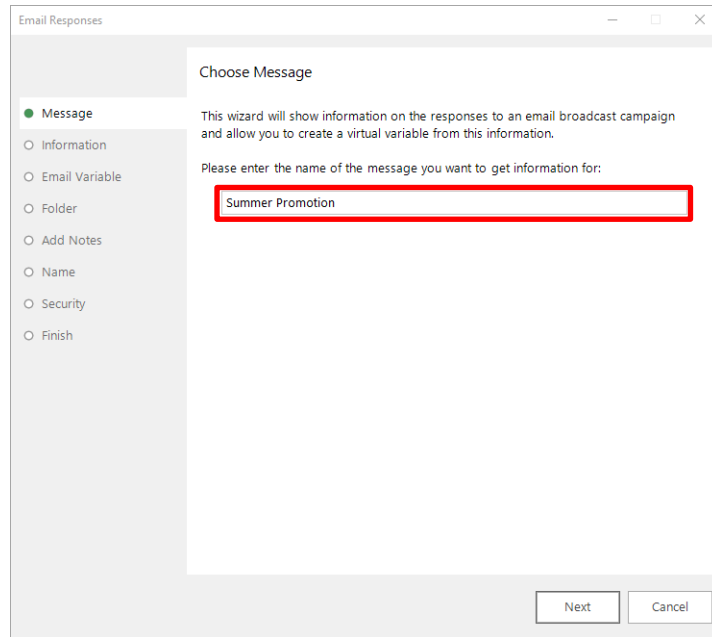 Email Responses
Choose Message
Message
Information
Email Variable
Folder
Add Notes
Name
Security
Finish
This wizard will show information on the responses to an email broadcast campaign
and allow you to create a virtual variable from this information.
Please enter the name of the message you want to get information for:
Summer Promotion
Next
Cancel